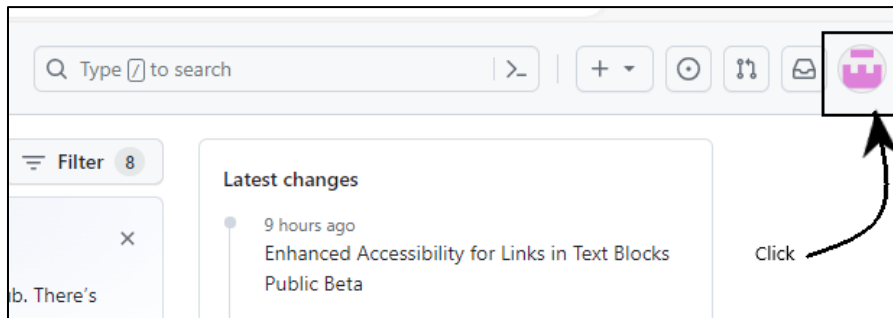 Type / to search
Filter 8
Latest changes
9 hours ago
Enhanced Accessibility for Links in Text Blocks
Public Beta
Click
ub. There's